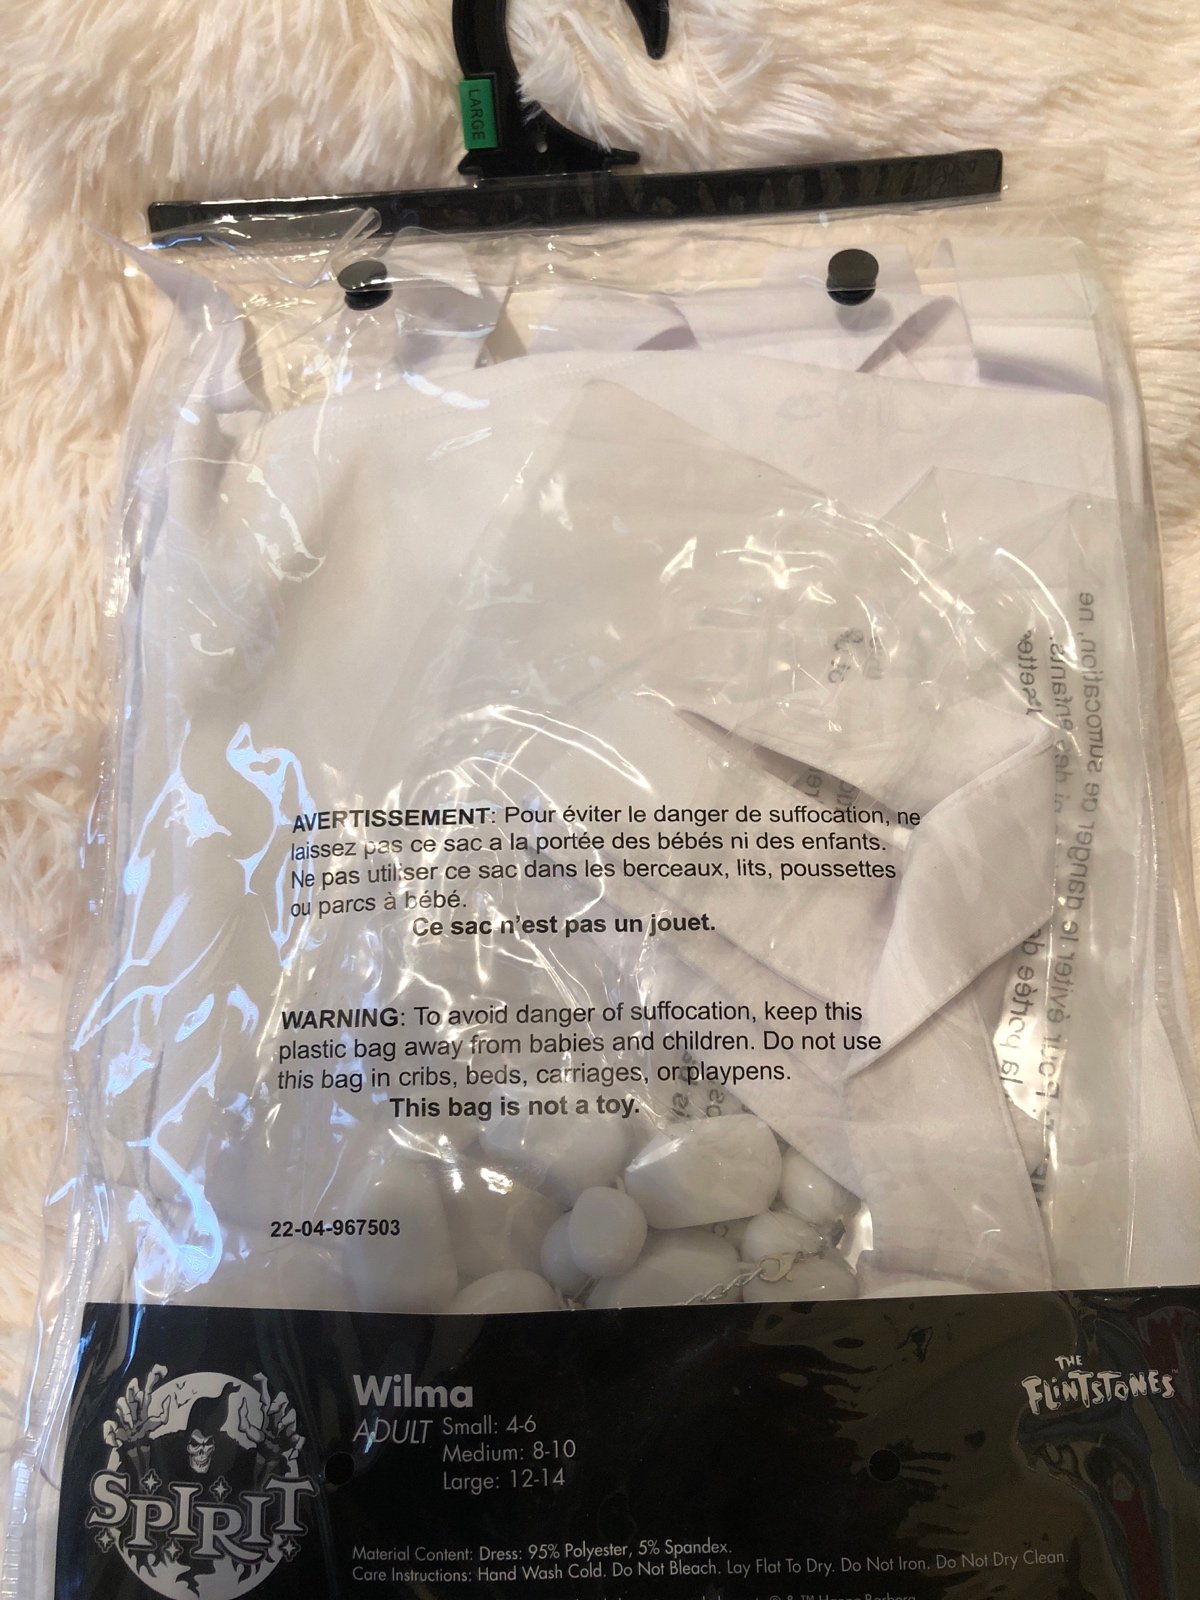 LARGE
AVERTISSEMENT: Pour éviter le danger de suffocation, ne
laissez pas ce sac a la portée des bébés ni des enfants.
Ne pas utiliser ce sac dans les berceaux, lits, poussettes
ou parcs à bébé.
Ce sac n'est pas un jouet.
WARNING: To avoid danger of suffocation, keep this
plastic bag away from babies and children. Do not use
this bag in cribs, beds, carriages, or playpens.
This bag is not a toy.
22-04-967503
SPIRIT
Wilma
ADULT Small: 4-6
Medium: 8-10
Large: 12-14
THE
FLINTSTONES™
Material Content: Dress: 95% Polyester, 5% Spandex.
Care Instructions: Hand Wash Cold. Do Not Bleach. Lay Flat To Dry. Do Not Iron. Do Not Dry Clean.